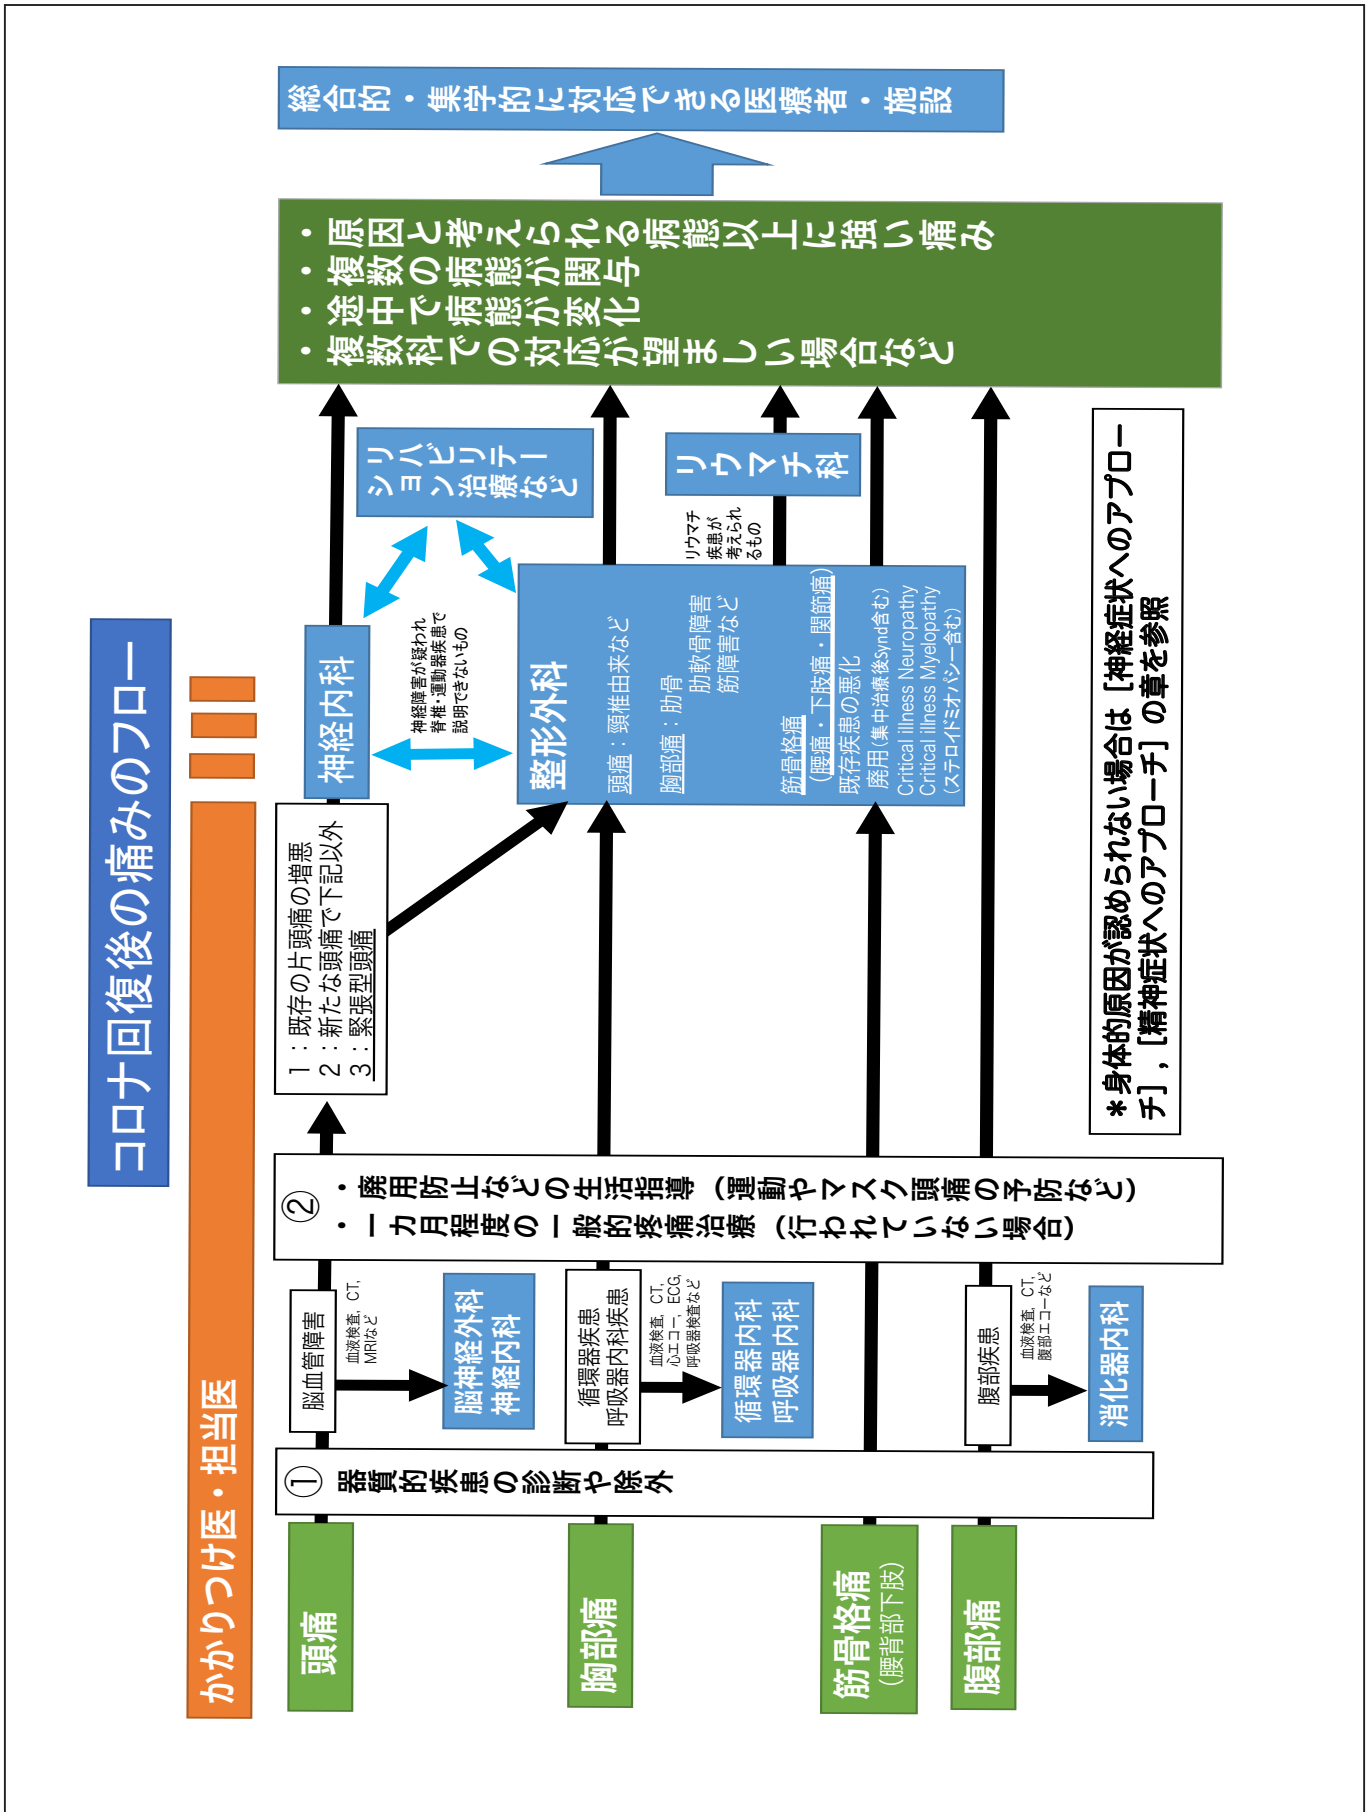 コロナ回復後の痛みのフロー
かかりつけ医・担当医
頭痛
胸部痛
筋骨格痛
(腰背部下肢)
腹部痛
① 器質的疾患の診断や除外
脳血管障害
血液検査, CT,
MRIなど
脳神経外科
神経内科
循環器疾患
呼吸器内科疾患
血液検査, CT,
心エコー, ECG,
呼吸器検査など
循環器内科
呼吸器内科
腹部疾患
血液検査, CT,
腹部エコーなど
消化器内科
② ・廃用防止などの生活指導（運動やマスク頭痛の予防など）
・一カ月程度の一般的疼痛治療（行われていない場合）
1：既存の片頭痛の増悪
2：新たな頭痛で下記以外
3：緊張型頭痛
神経内科
神経障害が疑われ
脊椎・運動器疾患で
説明できないもの
リハビリテー
ション治療など
整形外科
頭痛：頸椎由来など
胸部痛：肋骨
肋軟骨障害
筋障害など
筋骨格痛
（腰痛・下肢痛・関節痛）
既存疾患の悪化
廃用(集中治療後Synd含む)
Critical illness Neuropathy
Critical illness Myelopathy
(ステロイドミオパシー含む)
リウマチ
疾患が
考えられ
るもの
リウマチ科
・原因と考えられる病態以上に強い痛み
・複数の病態が関与
・途中で病態が変化
・複数科での対応が望ましい場合など
総合的・集学的に対応できる医療者・施設
＊身体的原因が認められない場合は［神経症状へのアプロー
チ］，［精神症状へのアプローチ］の章を参照